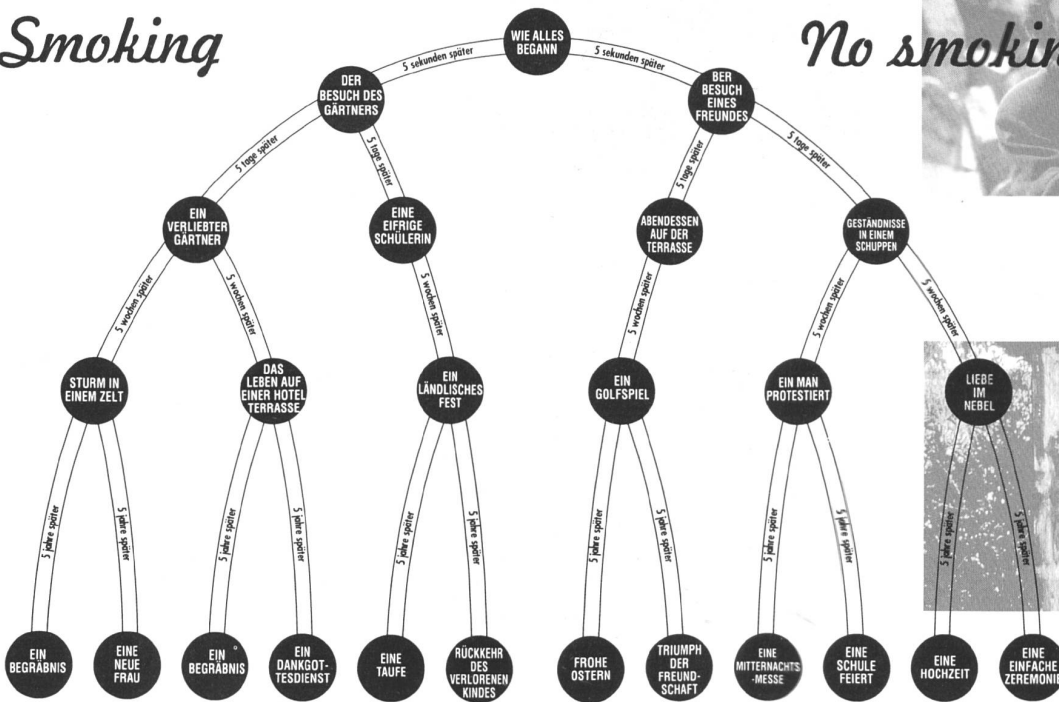 Smoking
No smokin
WIE ALLES
BEGANN
5 sekunden später
5 sekunden später
DER
BESUCH DES
GÄRTNERS
BER
BESUCH
EINES
FREUNDES
5 tage später
5 tage später
5 tage später
5 tage später
EIN
VERLIEBTER
GÄRTNER
EINE
EIFRIGE
SCHÜLERIN
ABENDESSEN
AUF DER
TERRASSE
GESTÄNDNISSE
IN EINEM
SCHUPPEN
5 wochen später
5 wochen später
5 wochen später
5 wochen später
5 wochen später
5 wochen später
STURM IN
EINEM ZELT
DAS
LEBEN AUF
EINER HOTEL
TERRASSE
EIN
LÄNDLISCHES
FEST
EIN
GOLFSPIEL
EIN MAN
PROTESTIERT
LIEBE
IM
NEBEL
5 jahre später
5 jahre später
5 jahre später
5 jahre später
5 jahre später
5 jahre später
5 jahre später
5 jahre später
5 jahre später
5 jahre später
5 jahre später
5 jahre später
EIN
BEGRÄBNIS
EINE
NEUE
FRAU
EIN
BEGRÄBNIS
EIN
DANKGOT-
TESDIENST
EINE
TAUFE
RÜCKKEHR
DES
VERLORENEN
KINDES
FROHE
OSTERN
TRIUMPH
DER
FREUND-
SCHAFT
EINE
MITTERNACHTS
-MESSE
EINE
SCHULE
FEIERT
EINE
HOCHZEIT
EINE
EINFACHE
ZEREMONIE